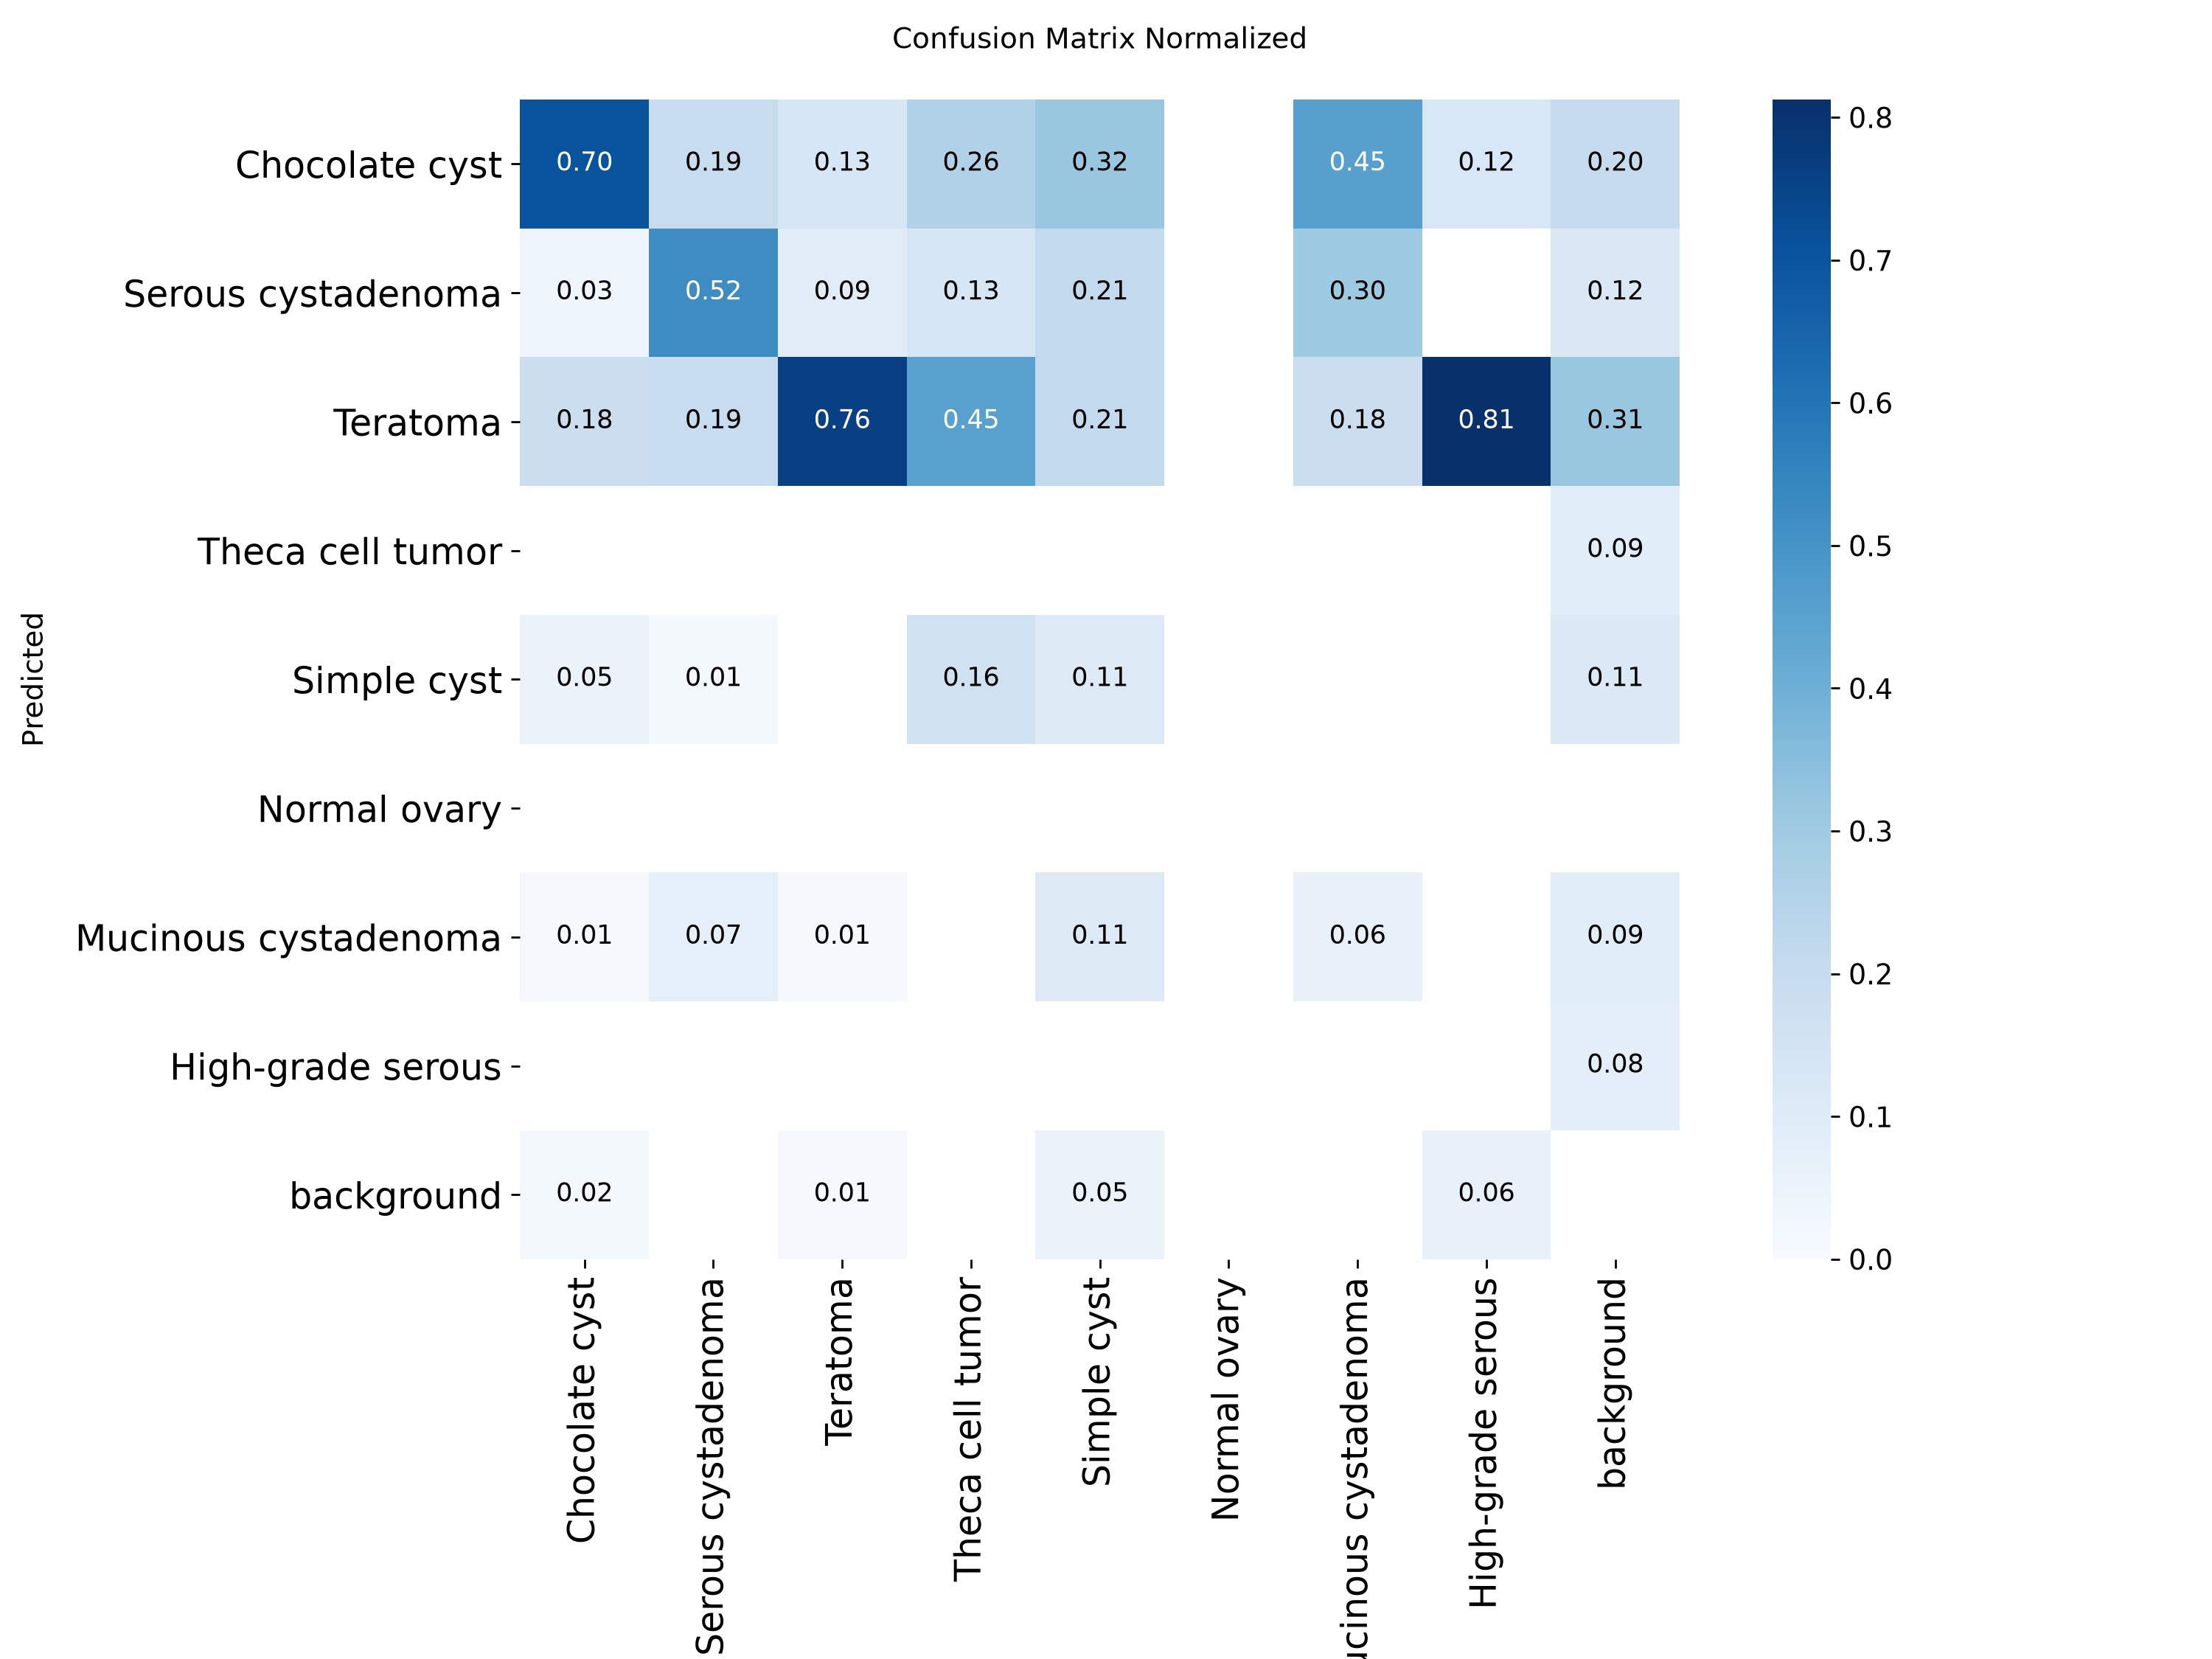 Confusion Matrix Normalized
Chocolate cyst 0.70 0.19 0.13 0.26 0.32 0.45 0.12 0.20
Serous cystadenoma 0.03 0.52 0.09 0.13 0.21 0.30 0.12
Teratoma 0.18 0.19 0.76 0.45 0.21 0.18 0.81 0.31
Theca cell tumor 0.09
Simple cyst 0.05 0.01 0.16 0.11 0.11
Normal ovary
Mucinous cystadenoma 0.01 0.07 0.01 0.11 0.06 0.09
High-grade serous 0.08
background 0.02 0.01 0.05 0.06
Predicted
Chocolate cyst
Serous cystadenoma
Teratoma
Theca cell tumor
Simple cyst
Normal ovary
ucinous cystadenoma
High-grade serous
background
0.8
0.7
0.6
0.5
0.4
0.3
0.2
0.1
0.0